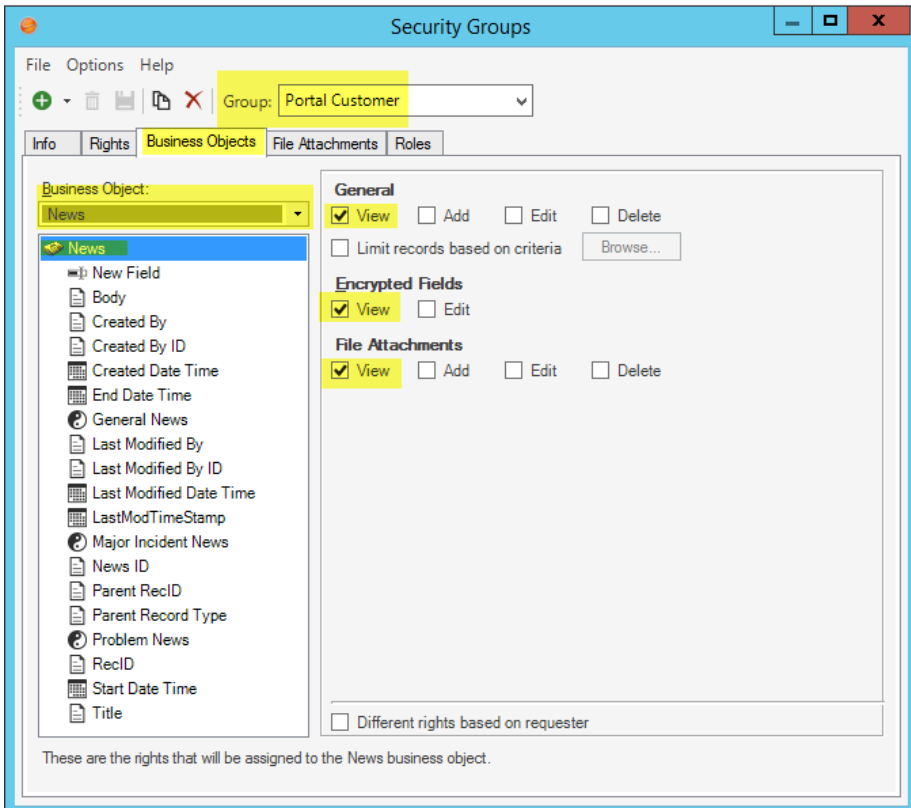 Security Groups
File Options Help
Group: Portal Customer
Info Rights Business Objects File Attachments Roles
Business Object:
News
News
New Field
Body
Created By
Created By ID
Created Date Time
End Date Time
General News
Last Modified By
Last Modified By ID
Last Modified Date Time
LastModTimeStamp
Major Incident News
News ID
Parent RecID
Parent Record Type
Problem News
RecID
Start Date Time
Title
General
View Add Edit Delete
Limit records based on criteria Browse...
Encrypted Fields
View Edit
File Attachments
View Add Edit Delete
Different rights based on requester
These are the rights that will be assigned to the News business object.